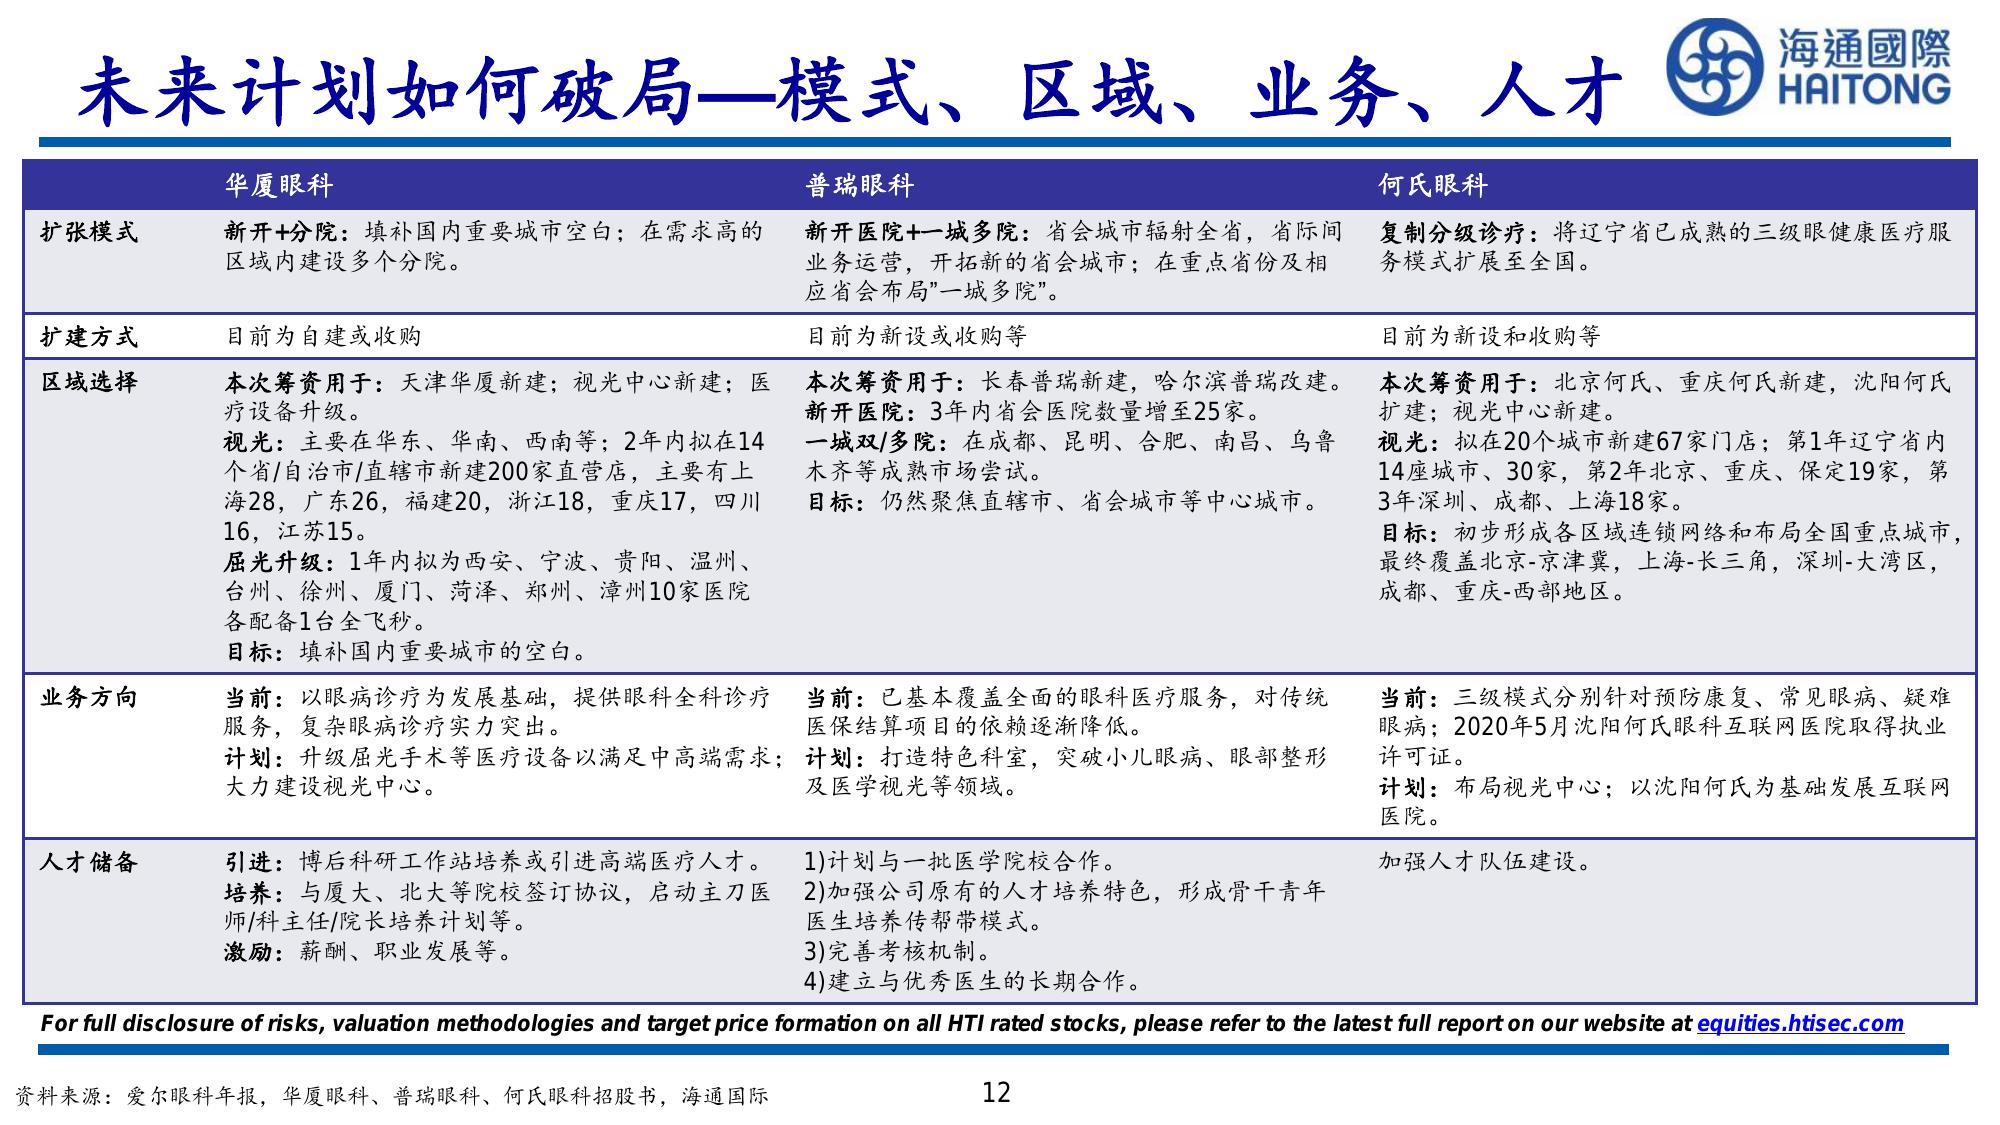 未来计划如何破局—模式、区域、业务、人才
海通國際
HAITONG
华厦眼科
普瑞眼科
何氏眼科
扩张模式
新开+分院：填补国内重要城市空白；在需求高的
区域内建设多个分院。
新开医院+一城多院：省会城市辐射全省，省际间
业务运营，开拓新的省会城市；在重点省份及相
应省会布局”一城多院”。
复制分级诊疗：将辽宁省已成熟的三级眼健康医疗服
务模式扩展至全国。
扩建方式
目前为自建或收购
目前为新设或收购等
目前为新设和收购等
区域选择
本次筹资用于：天津华厦新建；视光中心新建；医
疗设备升级。
视光：主要在华东、华南、西南等；2年内拟在14
个省/自治市/直辖市新建200家直营店，主要有上
海28，广东26，福建20，浙江18，重庆17，四川
16，江苏15。
屈光升级：1年内拟为西安、宁波、贵阳、温州、
台州、徐州、厦门、菏泽、郑州、漳州10家医院
各配备1台全飞秒。
目标：填补国内重要城市的空白。
本次筹资用于：长春普瑞新建，哈尔滨普瑞改建。
新开医院：3年内省会医院数量增至25家。
一城双/多院：在成都、昆明、合肥、南昌、乌鲁
木齐等成熟市场尝试。
目标：仍然聚焦直辖市、省会城市等中心城市。
本次筹资用于：北京何氏、重庆何氏新建，沈阳何氏
扩建；视光中心新建。
视光：拟在20个城市新建67家门店；第1年辽宁省内
14座城市、30家，第2年北京、重庆、保定19家，第
3年深圳、成都、上海18家。
目标：初步形成各区域连锁网络和布局全国重点城市，
最终覆盖北京-京津冀，上海-长三角，深圳-大湾区，
成都、重庆-西部地区。
业务方向
当前：以眼病诊疗为发展基础，提供眼科全科诊疗
服务，复杂眼病诊疗实力突出。
计划：升级屈光手术等医疗设备以满足中高端需求；
大力建设视光中心。
当前：已基本覆盖全面的眼科医疗服务，对传统
医保结算项目的依赖逐渐降低。
计划：打造特色科室，突破小儿眼病、眼部整形
及医学视光等领域。
当前：三级模式分别针对预防康复、常见眼病、疑难
眼病；2020年5月沈阳何氏眼科互联网医院取得执业
许可证。
计划：布局视光中心；以沈阳何氏为基础发展互联网
医院。
人才储备
引进：博后科研工作站培养或引进高端医疗人才。
培养：与厦大、北大等院校签订协议，启动主刀医
师/科主任/院长培养计划等。
激励：薪酬、职业发展等。
1)计划与一批医学院校合作。
2)加强公司原有的人才培养特色，形成骨干青年
医生培养传帮带模式。
3)完善考核机制。
4)建立与优秀医生的长期合作。
加强人才队伍建设。
For full disclosure of risks, valuation methodologies and target price formation on all HTI rated stocks, please refer to the latest full report on our website at equities.htisec.com
资料来源：爱尔眼科年报，华厦眼科、普瑞眼科、何氏眼科招股书，海通国际
12